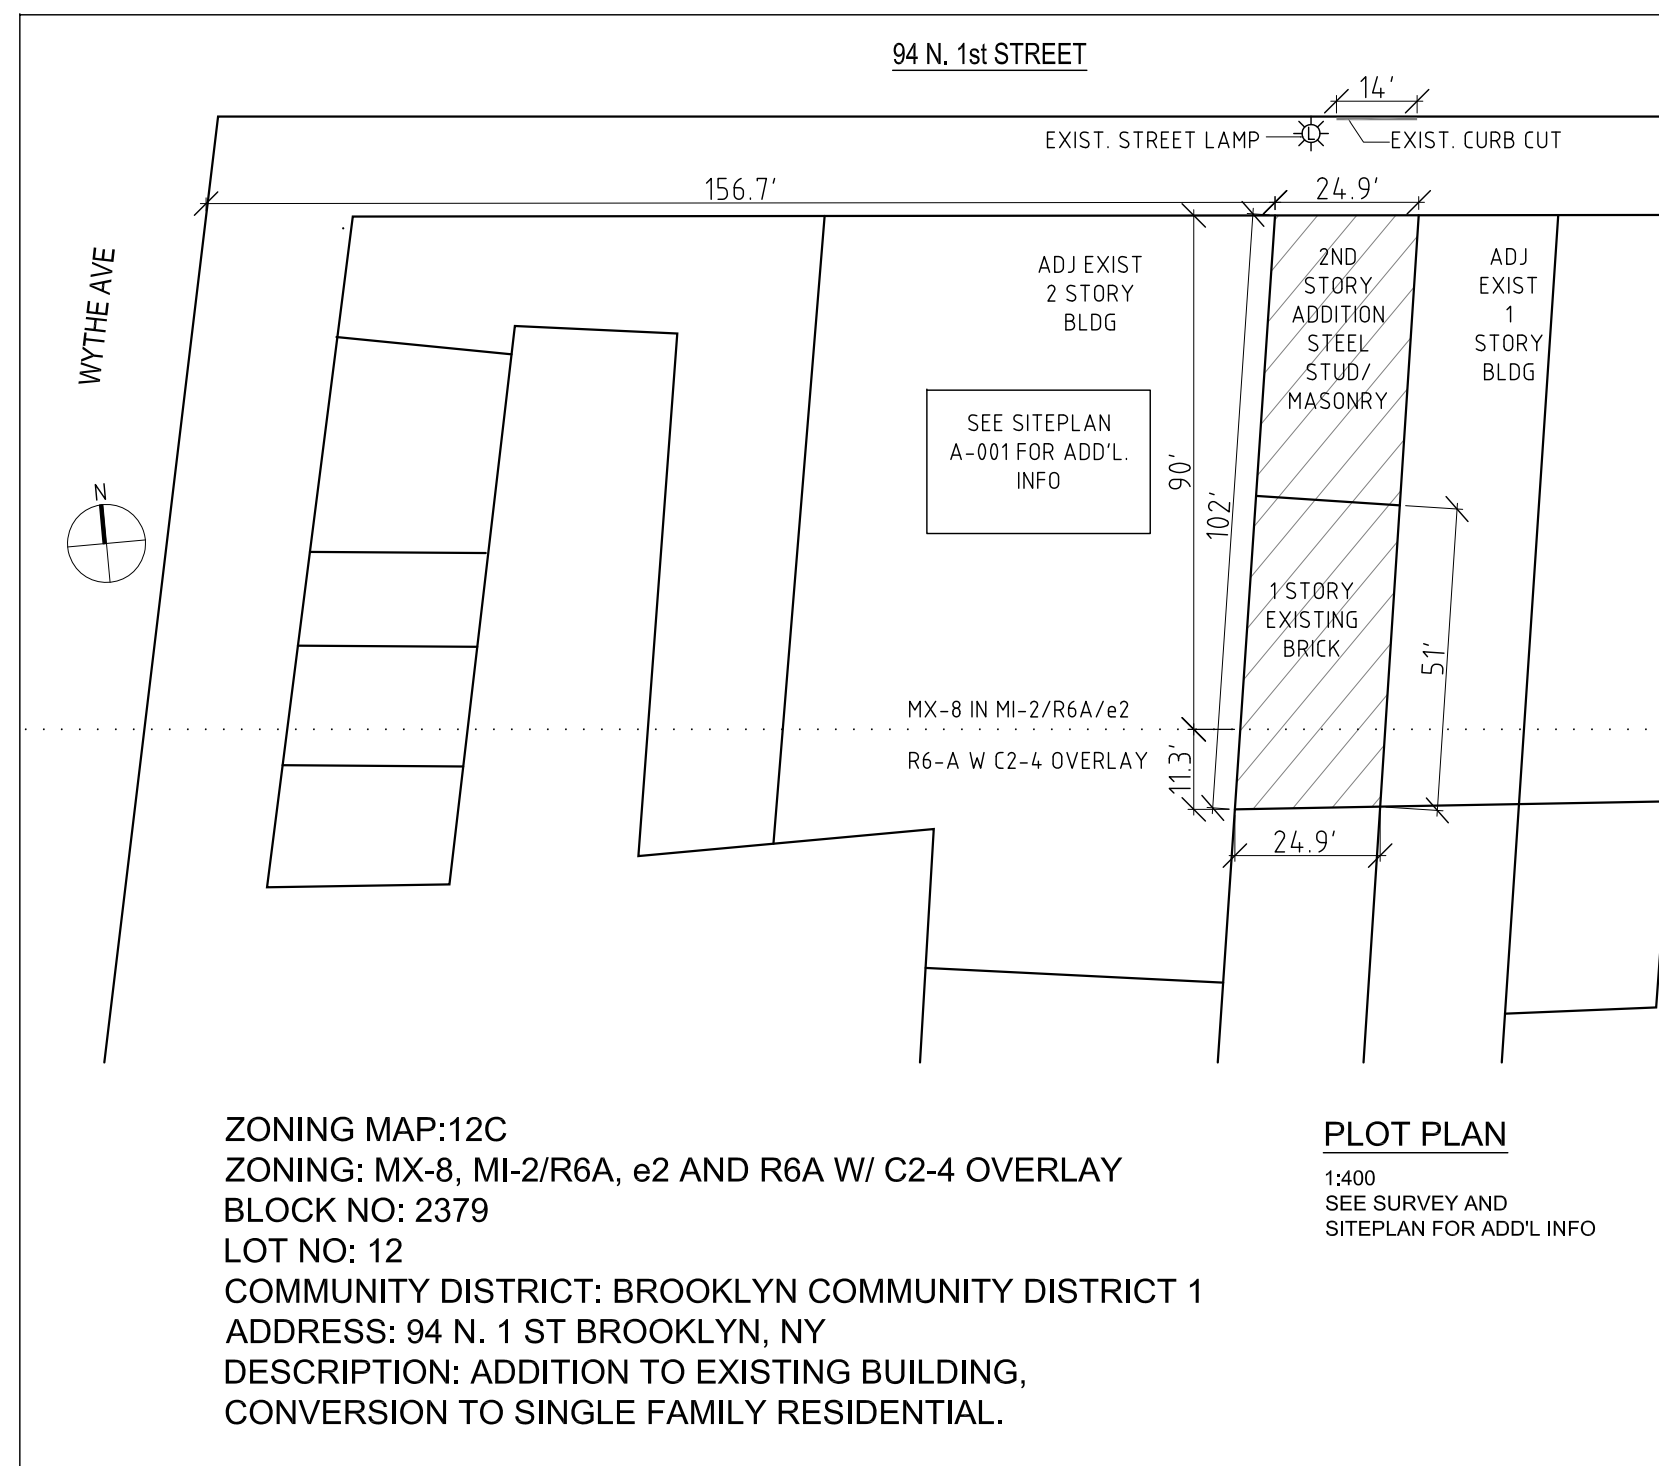 94 N. 1st STREET
14'
EXIST. STREET LAMP
L
EXIST. CURB CUT
156.7'
24.9'
WYTHE AVE
N
ADJ EXIST
2 STORY
BLDG
2ND
STORY
ADDITION
STEEL
STUD/
MASONRY
ADJ
EXIST
1
STORY
BLDG
SEE SITEPLAN
A-001 FOR ADD'L.
INFO
90'
102'
1 STORY
EXISTING
BRICK
51'
MX-8 IN MI-2/R6A/e2
R6-A W C2-4 OVERLAY
11.3'
24.9'
ZONING MAP:12C
ZONING: MX-8, MI-2/R6A, e2 AND R6A W/ C2-4 OVERLAY
BLOCK NO: 2379
LOT NO: 12
COMMUNITY DISTRICT: BROOKLYN COMMUNITY DISTRICT 1
ADDRESS: 94 N. 1 ST BROOKLYN, NY
DESCRIPTION: ADDITION TO EXISTING BUILDING,
CONVERSION TO SINGLE FAMILY RESIDENTIAL.
PLOT PLAN
1:400
SEE SURVEY AND
SITEPLAN FOR ADD'L INFO